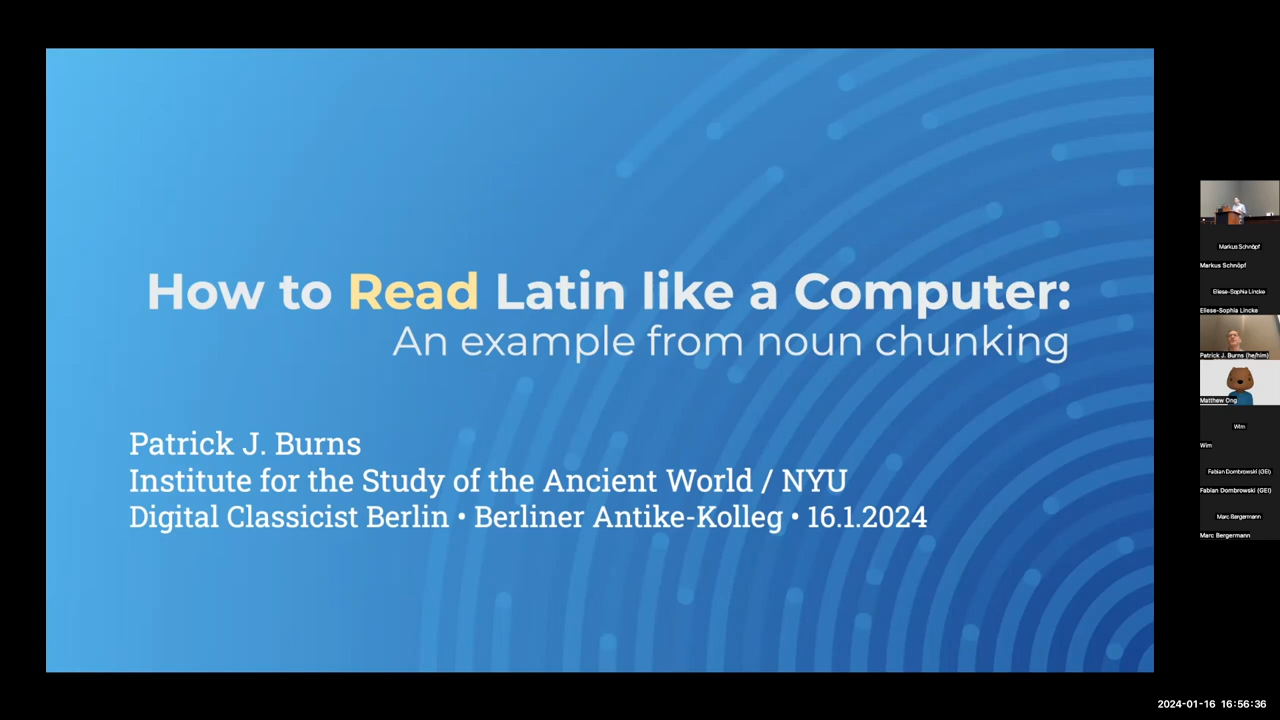 How to Read Latin like a Computer:
An example from noun chunking
Patrick J. Burns
Institute for the Study of the Ancient World / NYU
Digital Classicist Berlin • Berliner Antike-Kolleg • 16.1.2024
Markus Schnöpf
Markus Schnöpf
Eliese-Sophia Lincke
Eliese-Sophia Lincke
Patrick J. Burns (he/him)
Matthew Ong
Wim
Wim
Fabian Dombrowski (GEI)
Fabian Dombrowski (GEI)
Marc Bergermann
Marc Bergermann
2024-01-16 16:56:36